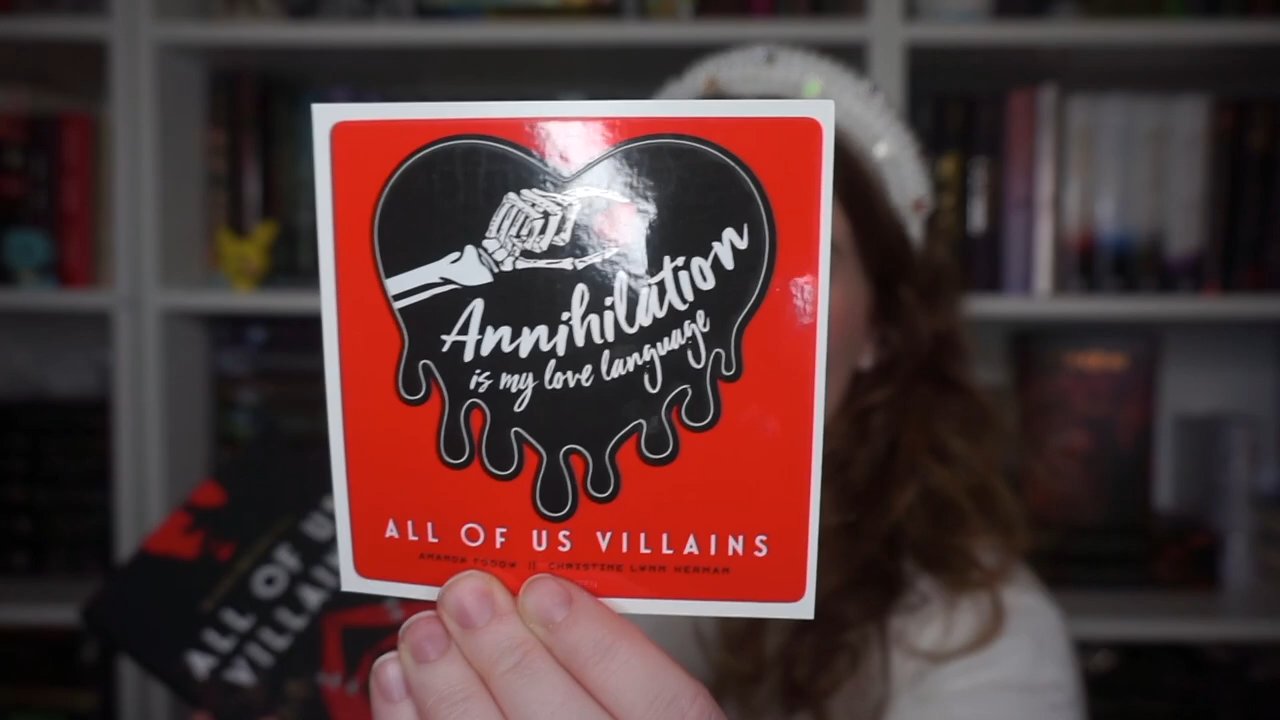 Annihilation
is my love language
ALL OF US VILLAINS
AMANDA FOODY || CHRISTINE LYNN HERMAN
ALL OF US
VILLAINS